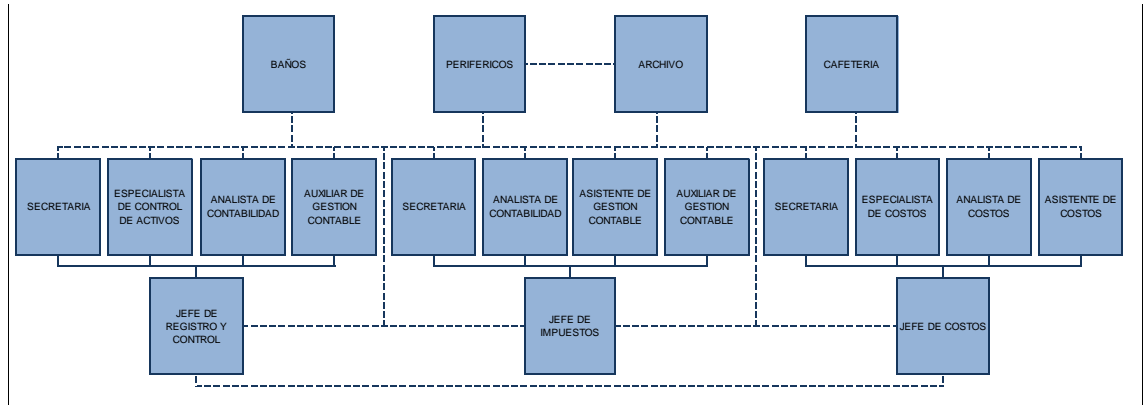 BAÑOS
PERIFERICOS
ARCHIVO
CAFETERIA
SECRETARIA
ESPECIALISTA
DE CONTROL
DE ACTIVOS
ANALISTA DE
CONTABILIDAD
AUXILIAR DE
GESTION
CONTABLE
SECRETARIA
ANALISTA DE
CONTABILIDAD
ASISTENTE DE
GESTION
CONTABLE
AUXILIAR DE
GESTION
CONTABLE
SECRETARIA
ESPECIALISTA
DE COSTOS
ANALISTA DE
COSTOS
ASISTENTE DE
COSTOS
JEFE DE
REGISTRO Y
CONTROL
JEFE DE
IMPUESTOS
JEFE DE COSTOS